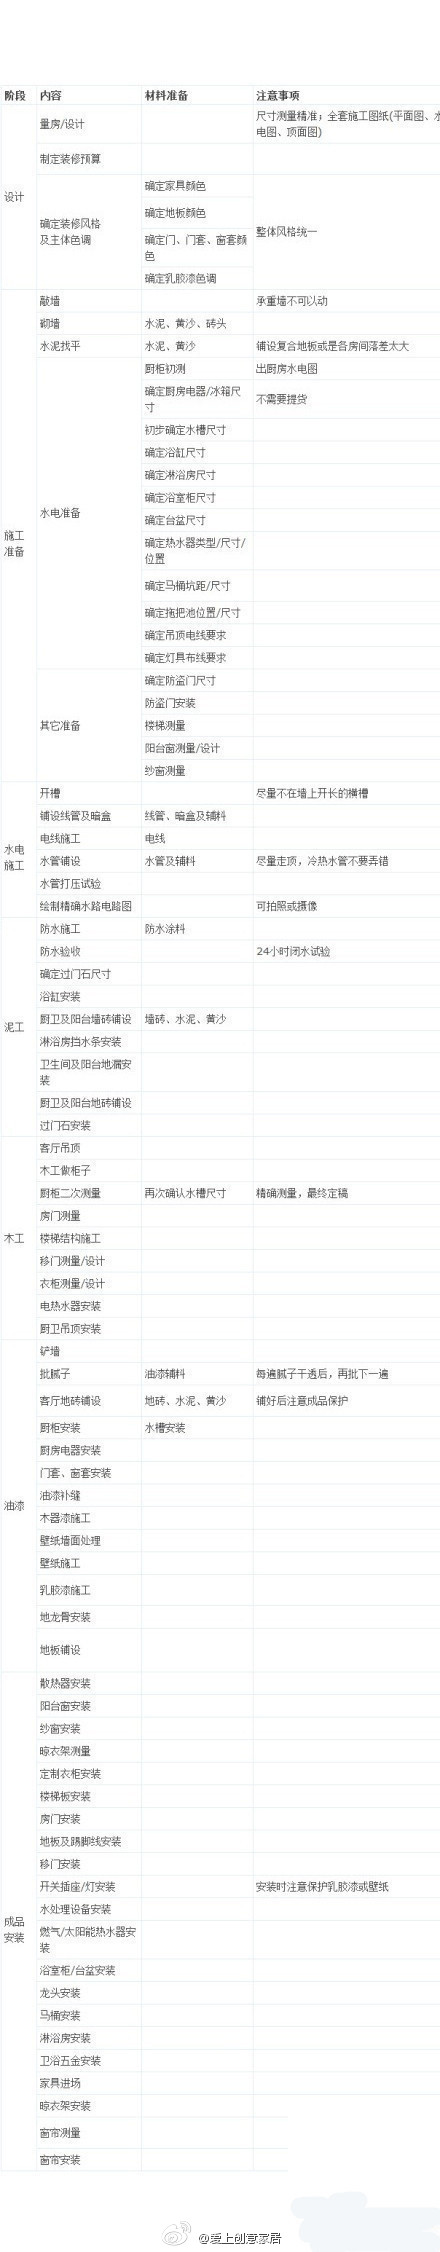 阶段 内容 材料准备 注意事项
量房/设计 尺寸测量精准；全套施工图纸(平面图、水
电图、顶面图)
制定装修预算
设计
确定装修风格
及主体色调
确定家具颜色
确定地板颜色
确定门、门套、窗套颜
色
确定乳胶漆色调
整体风格统一
敲墙 承重墙不可以动
砌墙 水泥、黄沙、砖头
水泥找平 水泥、黄沙 铺设复合地板或是各房间落差太大
施工
准备
水电准备
厨柜初测 出厨房水电图
确定厨房电器/冰箱尺
寸
不需要提货
初步确定水槽尺寸
确定浴缸尺寸
确定淋浴房尺寸
确定浴室柜尺寸
确定台盆尺寸
确定热水器类型/尺寸/
位置
确定马桶坑距/尺寸
确定拖把池位置/尺寸
确定吊顶电线要求
确定灯具布线要求
其它准备
确定防盗门尺寸
防盗门安装
楼梯测量
阳台窗测量/设计
纱窗测量
水电
施工
开槽 尽量不在墙上开长的横槽
铺设线管及暗盒 线管、暗盒及辅料
电线施工 电线
水管铺设 水管及辅料 尽量走顶，冷热水管不要弄错
水管打压试验
绘制精确水路电路图 可拍照或摄像
泥工
防水施工 防水涂料
防水验收 24小时闭水试验
确定过门石尺寸
浴缸安装
厨卫及阳台墙砖铺设 墙砖、水泥、黄沙
淋浴房挡水条安装
卫生间及阳台地漏安
装
厨卫及阳台地砖铺设
过门石安装
木工
客厅吊顶
木工做柜子
厨柜二次测量 再次确认水槽尺寸 精确测量，最终定稿
房门测量
楼梯结构施工
移门测量/设计
衣柜测量/设计
电热水器安装
厨卫吊顶安装
油漆
铲墙
批腻子 油漆辅料 每遍腻子干透后，再批下一遍
客厅地砖铺设 地砖、水泥、黄沙 铺好后注意成品保护
厨柜安装 水槽安装
厨房电器安装
门套、窗套安装
油漆补缝
木器漆施工
壁纸墙面处理
壁纸施工
乳胶漆施工
地龙骨安装
地板铺设
成品
安装
散热器安装
阳台窗安装
纱窗安装
晾衣架测量
定制衣柜安装
楼梯板安装
房门安装
地板及踢脚线安装
移门安装
开关插座/灯安装 安装时注意保护乳胶漆或壁纸
水处理设备安装
燃气/太阳能热水器安
装
浴室柜/台盆安装
龙头安装
马桶安装
淋浴房安装
卫浴五金安装
家具进场
晾衣架安装
窗帘测量
窗帘安装
@爱上创意家居